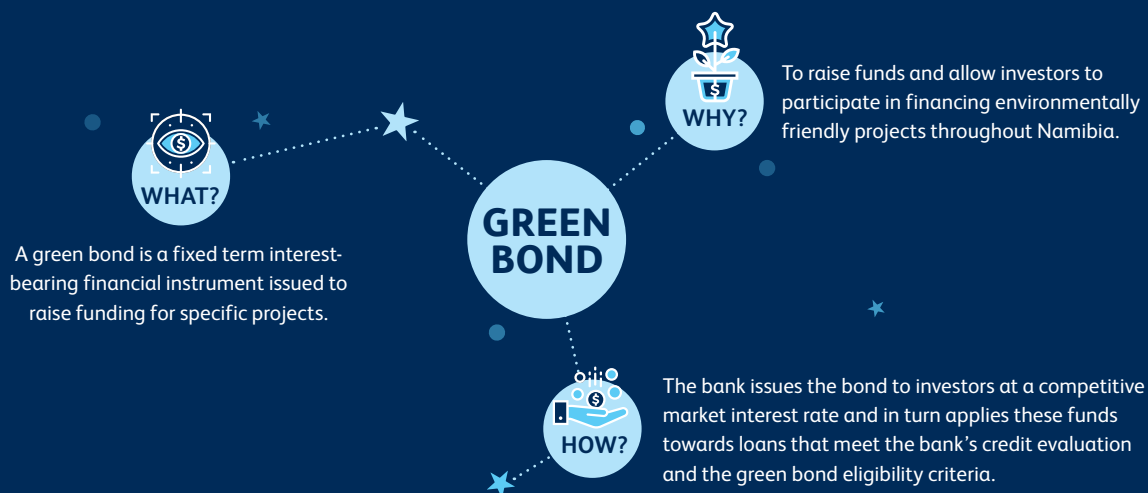 WHAT?
A green bond is a fixed term interest-
bearing financial instrument issued to
raise funding for specific projects.
GREEN
BOND
WHY?
To raise funds and allow investors to
participate in financing environmentally
friendly projects throughout Namibia.
HOW?
The bank issues the bond to investors at a competitive
market interest rate and in turn applies these funds
towards loans that meet the bank’s credit evaluation
and the green bond eligibility criteria.